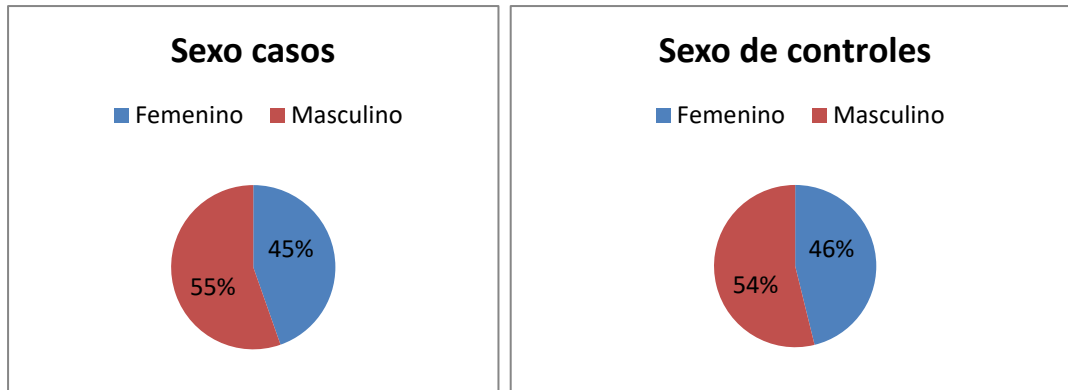 Sexo casos
Femenino Masculino
45%
55%
Sexo de controles
Femenino Masculino
46%
54%